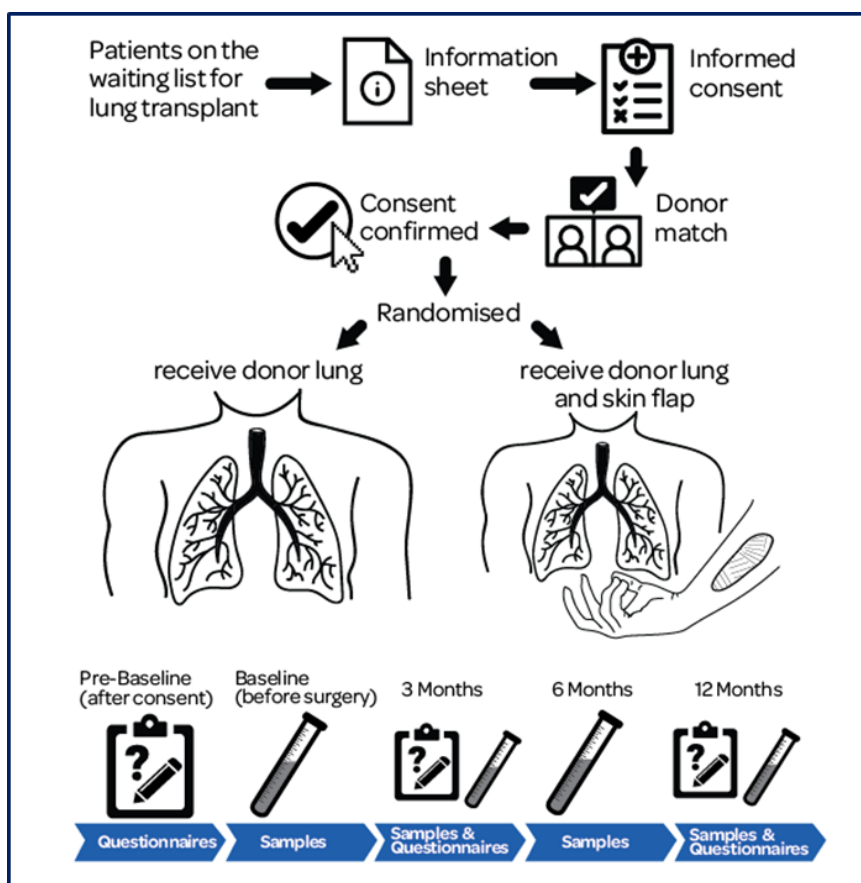 Patients on the
waiting list for
lung transplant
Information
sheet
Informed
consent
Consent
confirmed
Donor
match
Randomised
receive donor lung
receive donor lung
and skin flap
Pre-Baseline
(after consent)
Baseline
(before surgery)
3 Months
6 Months
12 Months
Questionnaires
Samples
Samples &
Questionnaires
Samples
Samples &
Questionnaires